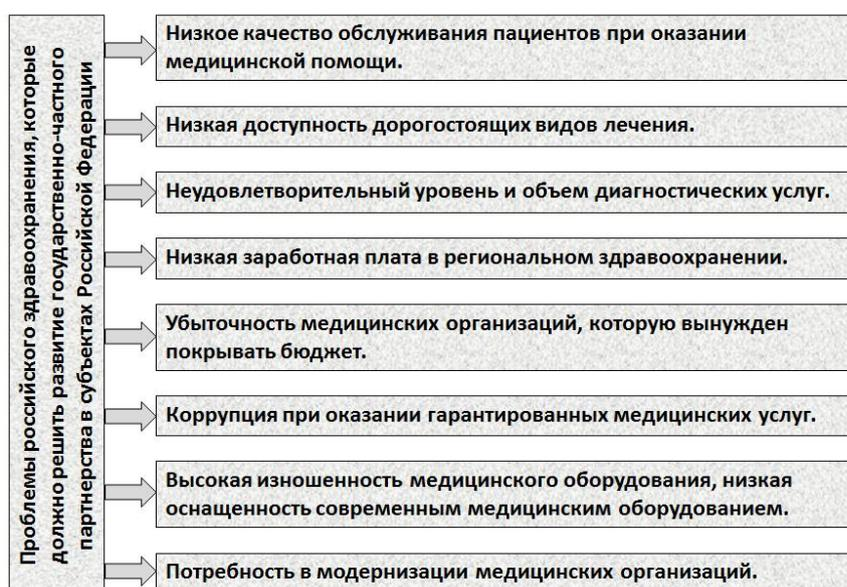 Проблемы российского здравоохранения, которые
должно решить развитие государственно-частного
партнерства в субъектах Российской Федерации
Низкое качество обслуживания пациентов при оказании
медицинской помощи.
Низкая доступность дорогостоящих видов лечения.
Неудовлетворительный уровень и объем диагностических услуг.
Низкая заработная плата в региональном здравоохранении.
Убыточность медицинских организаций, которую вынужден
покрывать бюджет.
Коррупция при оказании гарантированных медицинских услуг.
Высокая изношенность медицинского оборудования, низкая
оснащенность современным медицинским оборудованием.
Потребность в модернизации медицинских организаций.